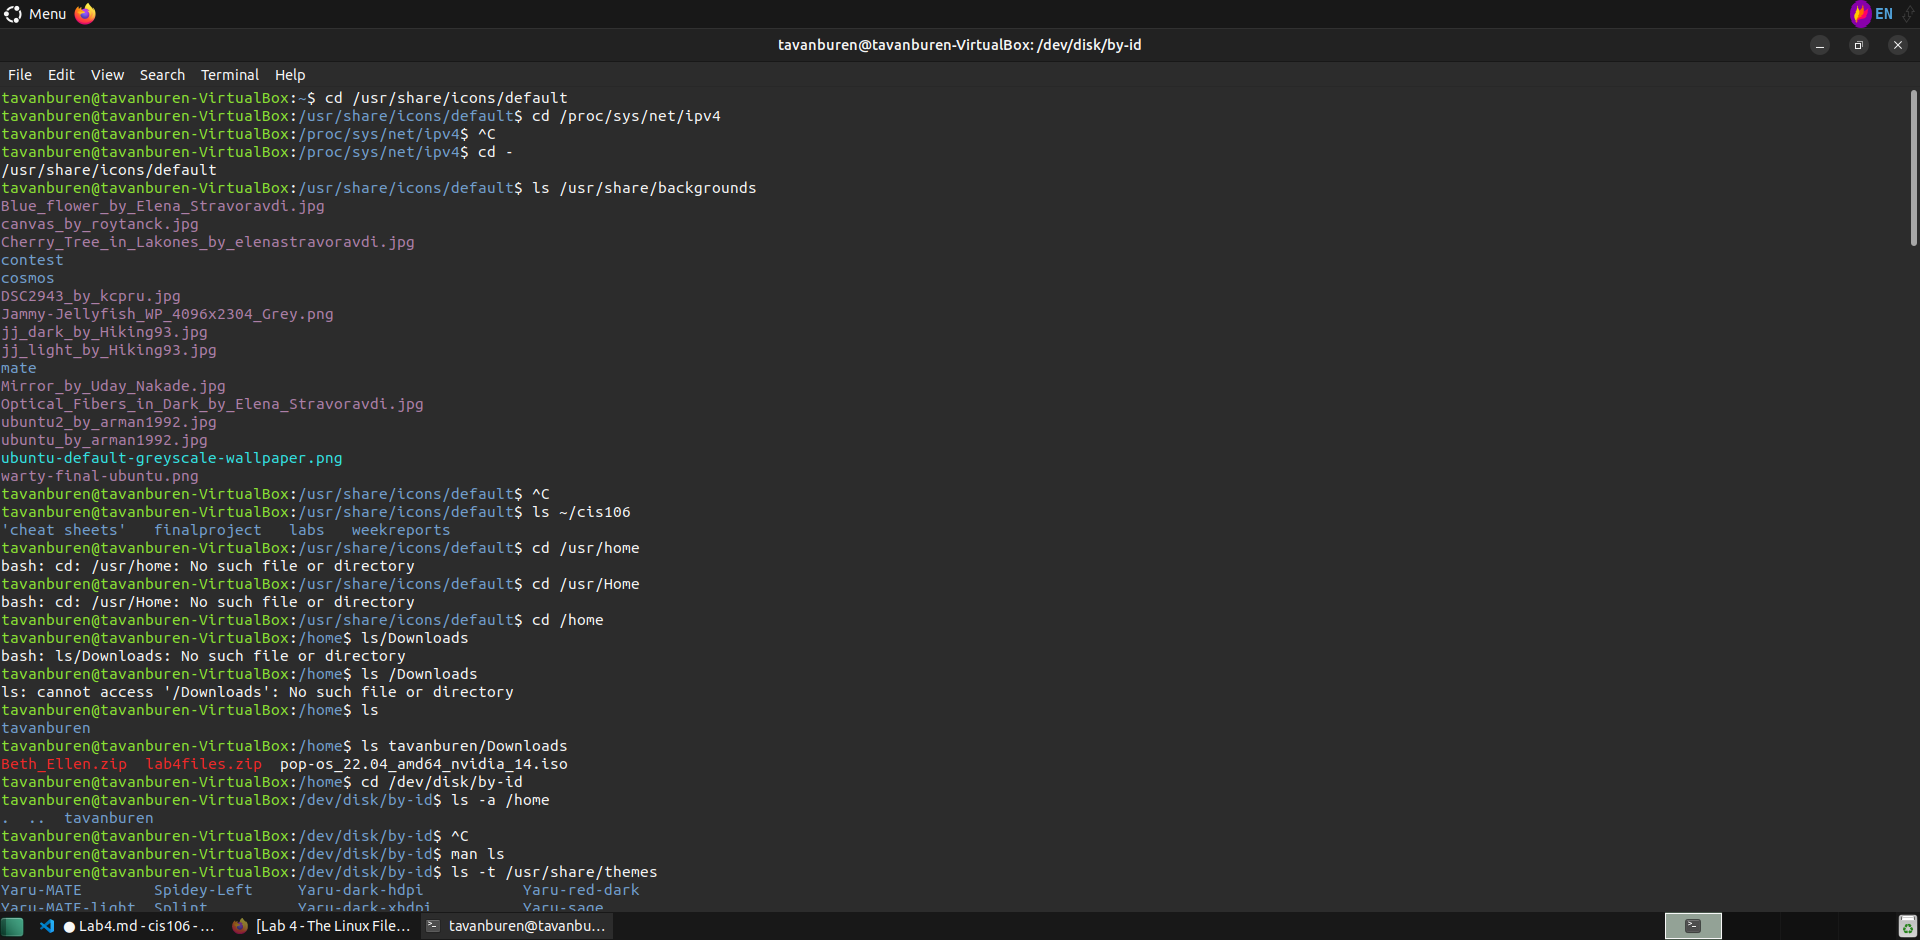 Menu
EN
tavanburen@tavanburen-VirtualBox: /dev/disk/by-id
File Edit View Search Terminal Help
tavanburen@tavanburen-VirtualBox:~$ cd /usr/share/icons/default
tavanburen@tavanburen-VirtualBox:/usr/share/icons/default$ cd /proc/sys/net/ipv4
tavanburen@tavanburen-VirtualBox:/proc/sys/net/ipv4$ ^C
tavanburen@tavanburen-VirtualBox:/proc/sys/net/ipv4$ cd -
/usr/share/icons/default
tavanburen@tavanburen-VirtualBox:/usr/share/icons/default$ ls /usr/share/backgrounds
Blue_flower_by_Elena_Stravoravdi.jpg
canvas_by_roytanck.jpg
Cherry_Tree_in_Lakones_by_elenastravoravdi.jpg
contest
cosmos
DSC2943_by_kcpru.jpg
Jammy-Jellyfish_WP_4096x2304_Grey.png
jj_dark_by_Hiking93.jpg
jj_light_by_Hiking93.jpg
mate
Mirror_by_Uday_Nakade.jpg
Optical_Fibers_in_Dark_by_Elena_Stravoravdi.jpg
ubuntu2_by_arman1992.jpg
ubuntu_by_arman1992.jpg
ubuntu-default-greyscale-wallpaper.png
warty-final-ubuntu.png
tavanburen@tavanburen-VirtualBox:/usr/share/icons/default$ ^C
tavanburen@tavanburen-VirtualBox:/usr/share/icons/default$ ls ~/cis106
'cheat sheets'   finalproject   labs   weekreports
tavanburen@tavanburen-VirtualBox:/usr/share/icons/default$ cd /usr/home
bash: cd: /usr/home: No such file or directory
tavanburen@tavanburen-VirtualBox:/usr/share/icons/default$ cd /usr/Home
bash: cd: /usr/Home: No such file or directory
tavanburen@tavanburen-VirtualBox:/usr/share/icons/default$ cd /home
tavanburen@tavanburen-VirtualBox:/home$ ls/Downloads
bash: ls/Downloads: No such file or directory
tavanburen@tavanburen-VirtualBox:/home$ ls /Downloads
ls: cannot access '/Downloads': No such file or directory
tavanburen@tavanburen-VirtualBox:/home$ ls
tavanburen
tavanburen@tavanburen-VirtualBox:/home$ ls tavanburen/Downloads
Beth_Ellen.zip  lab4files.zip  pop-os_22.04_amd64_nvidia_14.iso
tavanburen@tavanburen-VirtualBox:/home$ cd /dev/disk/by-id
tavanburen@tavanburen-VirtualBox:/dev/disk/by-id$ ls -a /home
.  ..  tavanburen
tavanburen@tavanburen-VirtualBox:/dev/disk/by-id$ ^C
tavanburen@tavanburen-VirtualBox:/dev/disk/by-id$ man ls
tavanburen@tavanburen-VirtualBox:/dev/disk/by-id$ ls -t /usr/share/themes
Yaru-MATE        Spidey-Left     Yaru-dark-hdpi           Yaru-red-dark
Yaru-MATE-light  Splint          Yaru-dark-xhdpi          Yaru-sage
Lab4.md - cis106 - ...
[Lab 4 - The Linux File...
tavanburen@tavanbu...